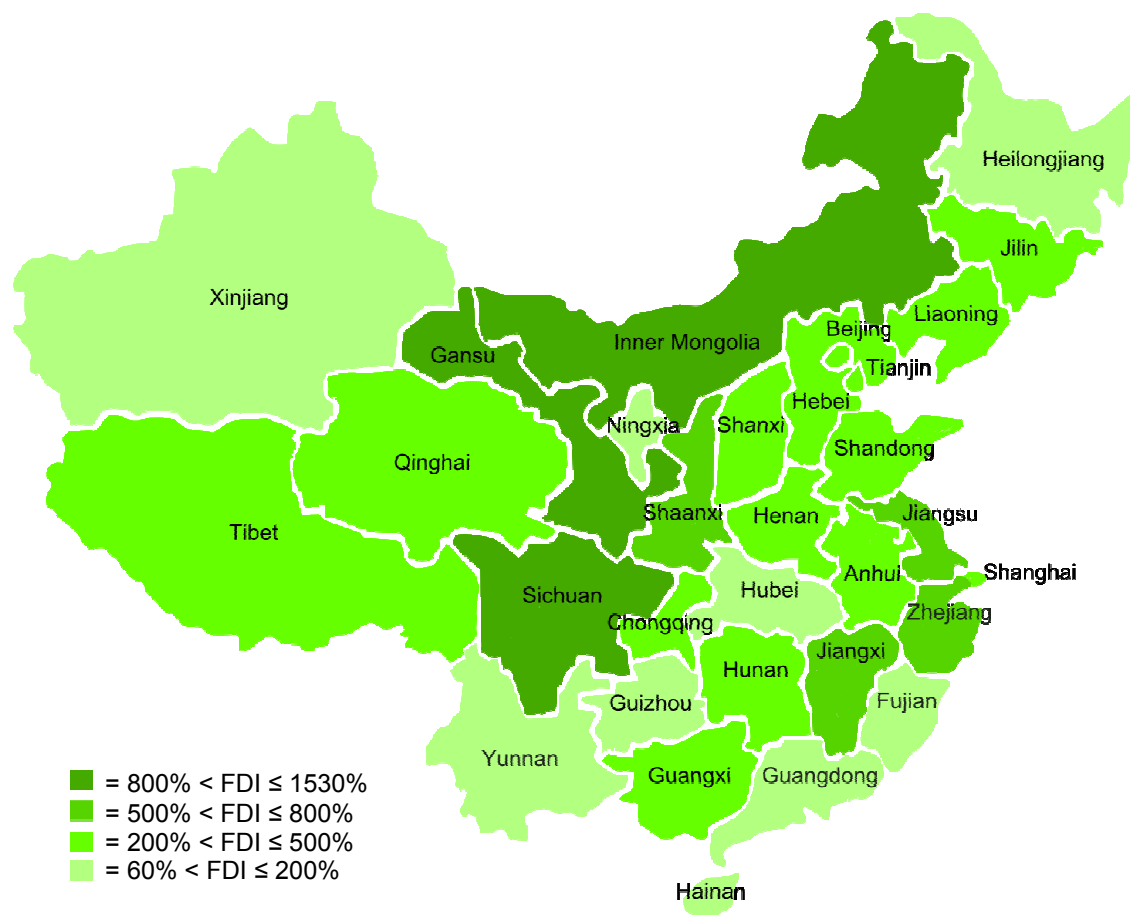 Heilongjiang
Jilin
Xinjiang
Liaoning
Beijing
Inner Mongolia
Gansu
Tianjin
Hebei
Ningxia
Shanxi
Shandong
Qinghai
Shaanxi
Henan
Jiangsu
Tibet
Anhui
Shanghai
Hubei
Sichuan
Zhejiang
Chongqing
Jiangxi
Hunan
Guizhou
Fujian
Yunnan
Guangxi
Guangdong
= 800% < FDI ≤ 1530%
= 500% < FDI ≤ 800%
= 200% < FDI ≤ 500%
= 60% < FDI ≤ 200%
Hainan